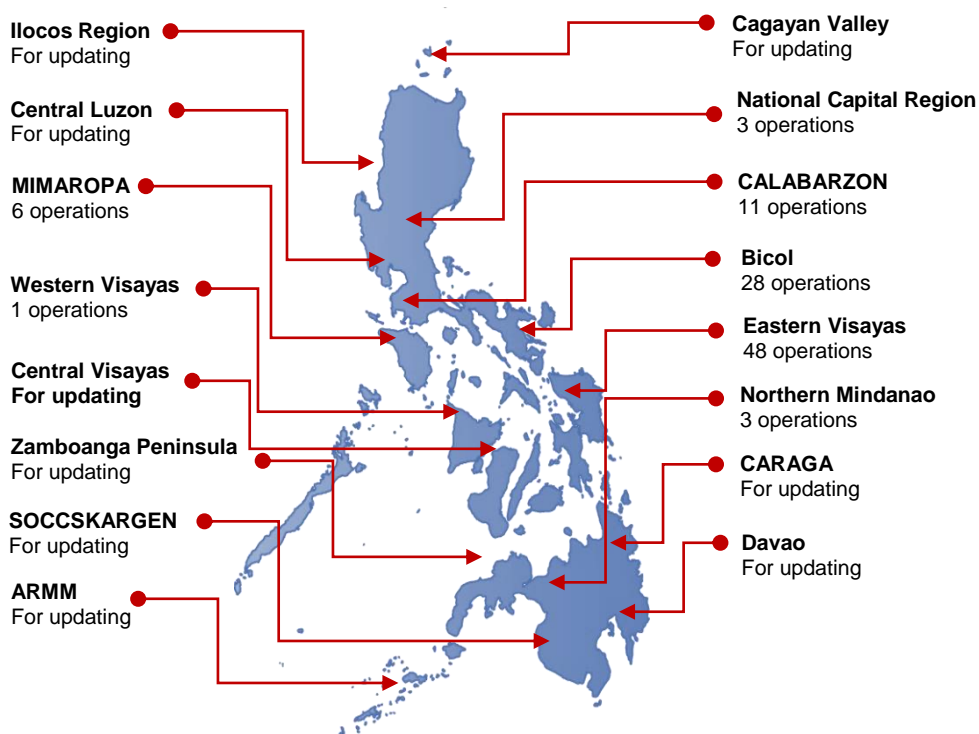 Ilocos Region
For updating
Central Luzon
For updating
MIMAROPA
6 operations
Western Visayas
1 operations
Central Visayas
For updating
Zamboanga Peninsula
For updating
SOCCSKARGEN
For updating
ARMM
For updating
Cagayan Valley
For updating
National Capital Region
3 operations
CALABARZON
11 operations
Bicol
28 operations
Eastern Visayas
48 operations
Northern Mindanao
3 operations
CARAGA
For updating
Davao
For updating